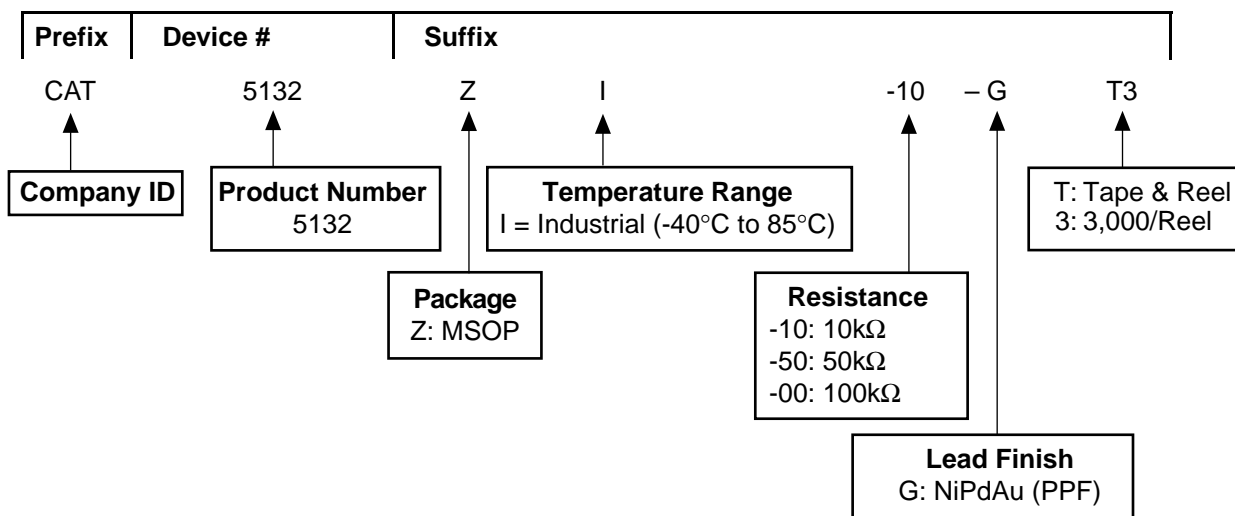 Prefix Device # Suffix
CAT 5132 Z I -10 – G T3
Company ID
Product Number
5132
Temperature Range
I = Industrial (-40°C to 85°C)
T: Tape & Reel
3: 3,000/Reel
Package
Z: MSOP
Resistance
-10: 10kΩ
-50: 50kΩ
-00: 100kΩ
Lead Finish
G: NiPdAu (PPF)